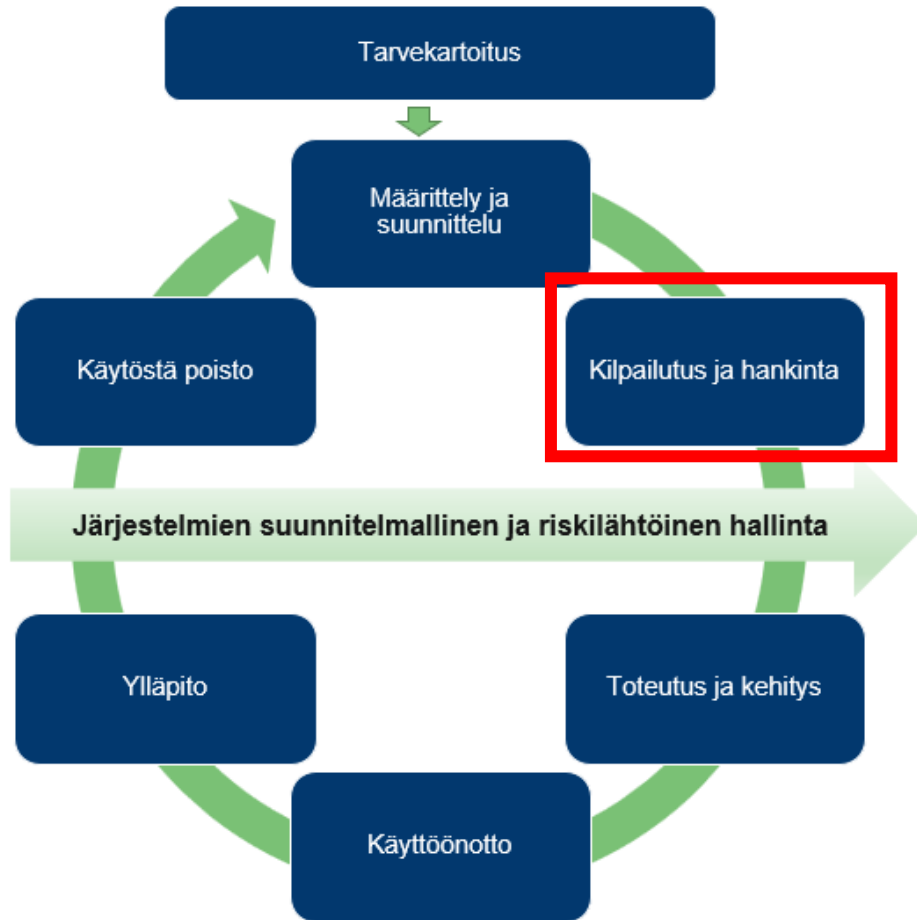 Tarvekartoitus
Määrittely ja
suunnittelu
Kilpailutus ja hankinta
Käytöstä poisto
Järjestelmien suunnitelmallinen ja riskilähtöinen hallinta
Ylläpito
Toteutus ja kehitys
Käyttöönotto